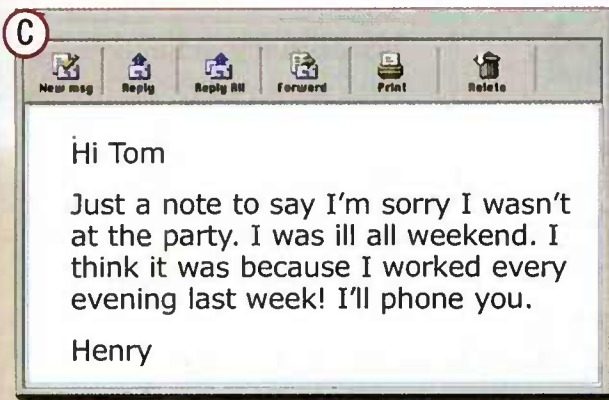 C
New msg Reply Reply All Forward Print Delete
Hi Tom
Just a note to say I'm sorry I wasn't
at the party. I was ill all weekend. I
think it was because I worked every
evening last week! I'll phone you.
Henry